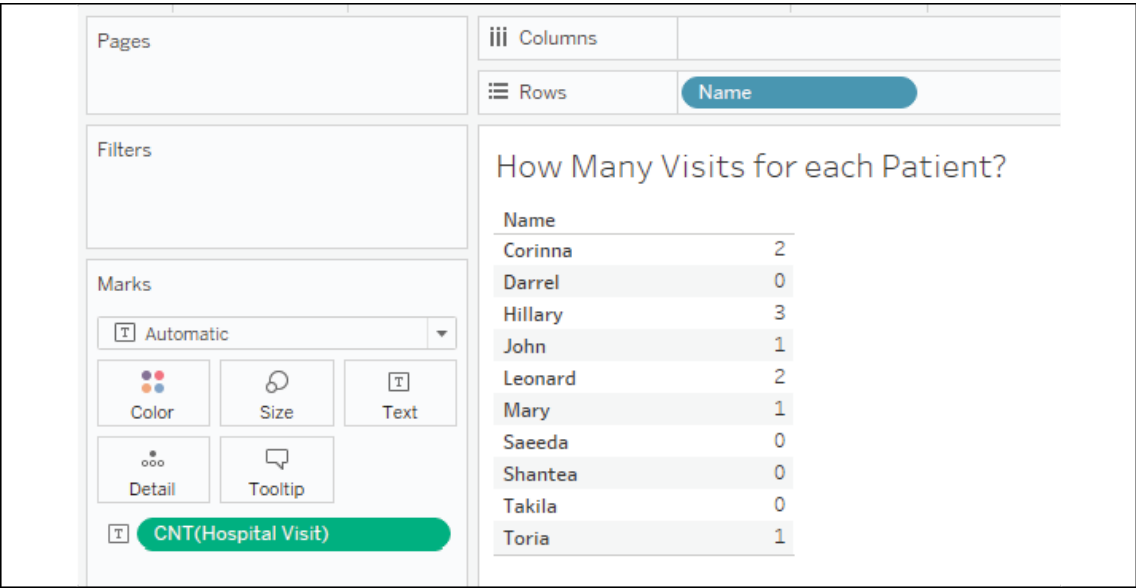 Pages
Columns
Rows
Name
Filters
How Many Visits for each Patient?
Name
Corinna 2
Darrel 0
Hillary 3
John 1
Leonard 2
Mary 1
Saeeda 0
Shantea 0
Takila 0
Toria 1
Marks
T Automatic
Color
Size
T
Text
Detail
Tooltip
T CNT(Hospital Visit)